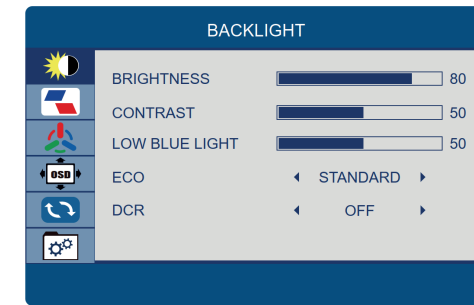 BACKLIGHT
BRIGHTNESS 80
CONTRAST 50
LOW BLUE LIGHT 50
ECO STANDARD
OSD
DCR OFF